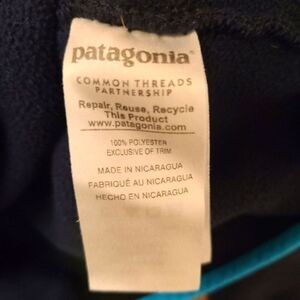 patagonia®
COMMON THREADS
PARTNERSHIP
Repair, Reuse, Recycle
This Product
www.patagonia.com
100% POLYESTER
EXCLUSIVE OF TRIM
MADE IN NICARAGUA
FABRIQUÉ AU NICARAGUA
HECHO EN NICARAGUA